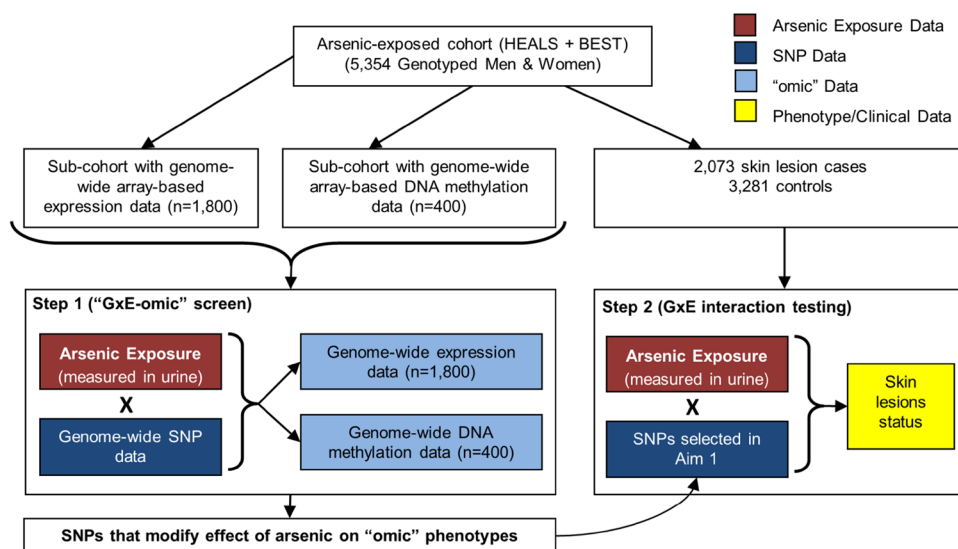 Arsenic-exposed cohort (HEALS + BEST)
(5,354 Genotyped Men & Women)
Arsenic Exposure Data
SNP Data
“omic” Data
Phenotype/Clinical Data
Sub-cohort with genome-
wide array-based
expression data (n=1,800)
Sub-cohort with genome-wide
array-based DNA methylation
data (n=400)
2,073 skin lesion cases
3,281 controls
Step 1 (“GxE-omic” screen)
Arsenic Exposure
(measured in urine)
X
Genome-wide SNP
data
Genome-wide expression
data (n=1,800)
Genome-wide DNA
methylation data (n=400)
Step 2 (GxE interaction testing)
Arsenic Exposure
(measured in urine)
X
SNPs selected in
Aim 1
Skin
lesions
status
SNPs that modify effect of arsenic on “omic” phenotypes